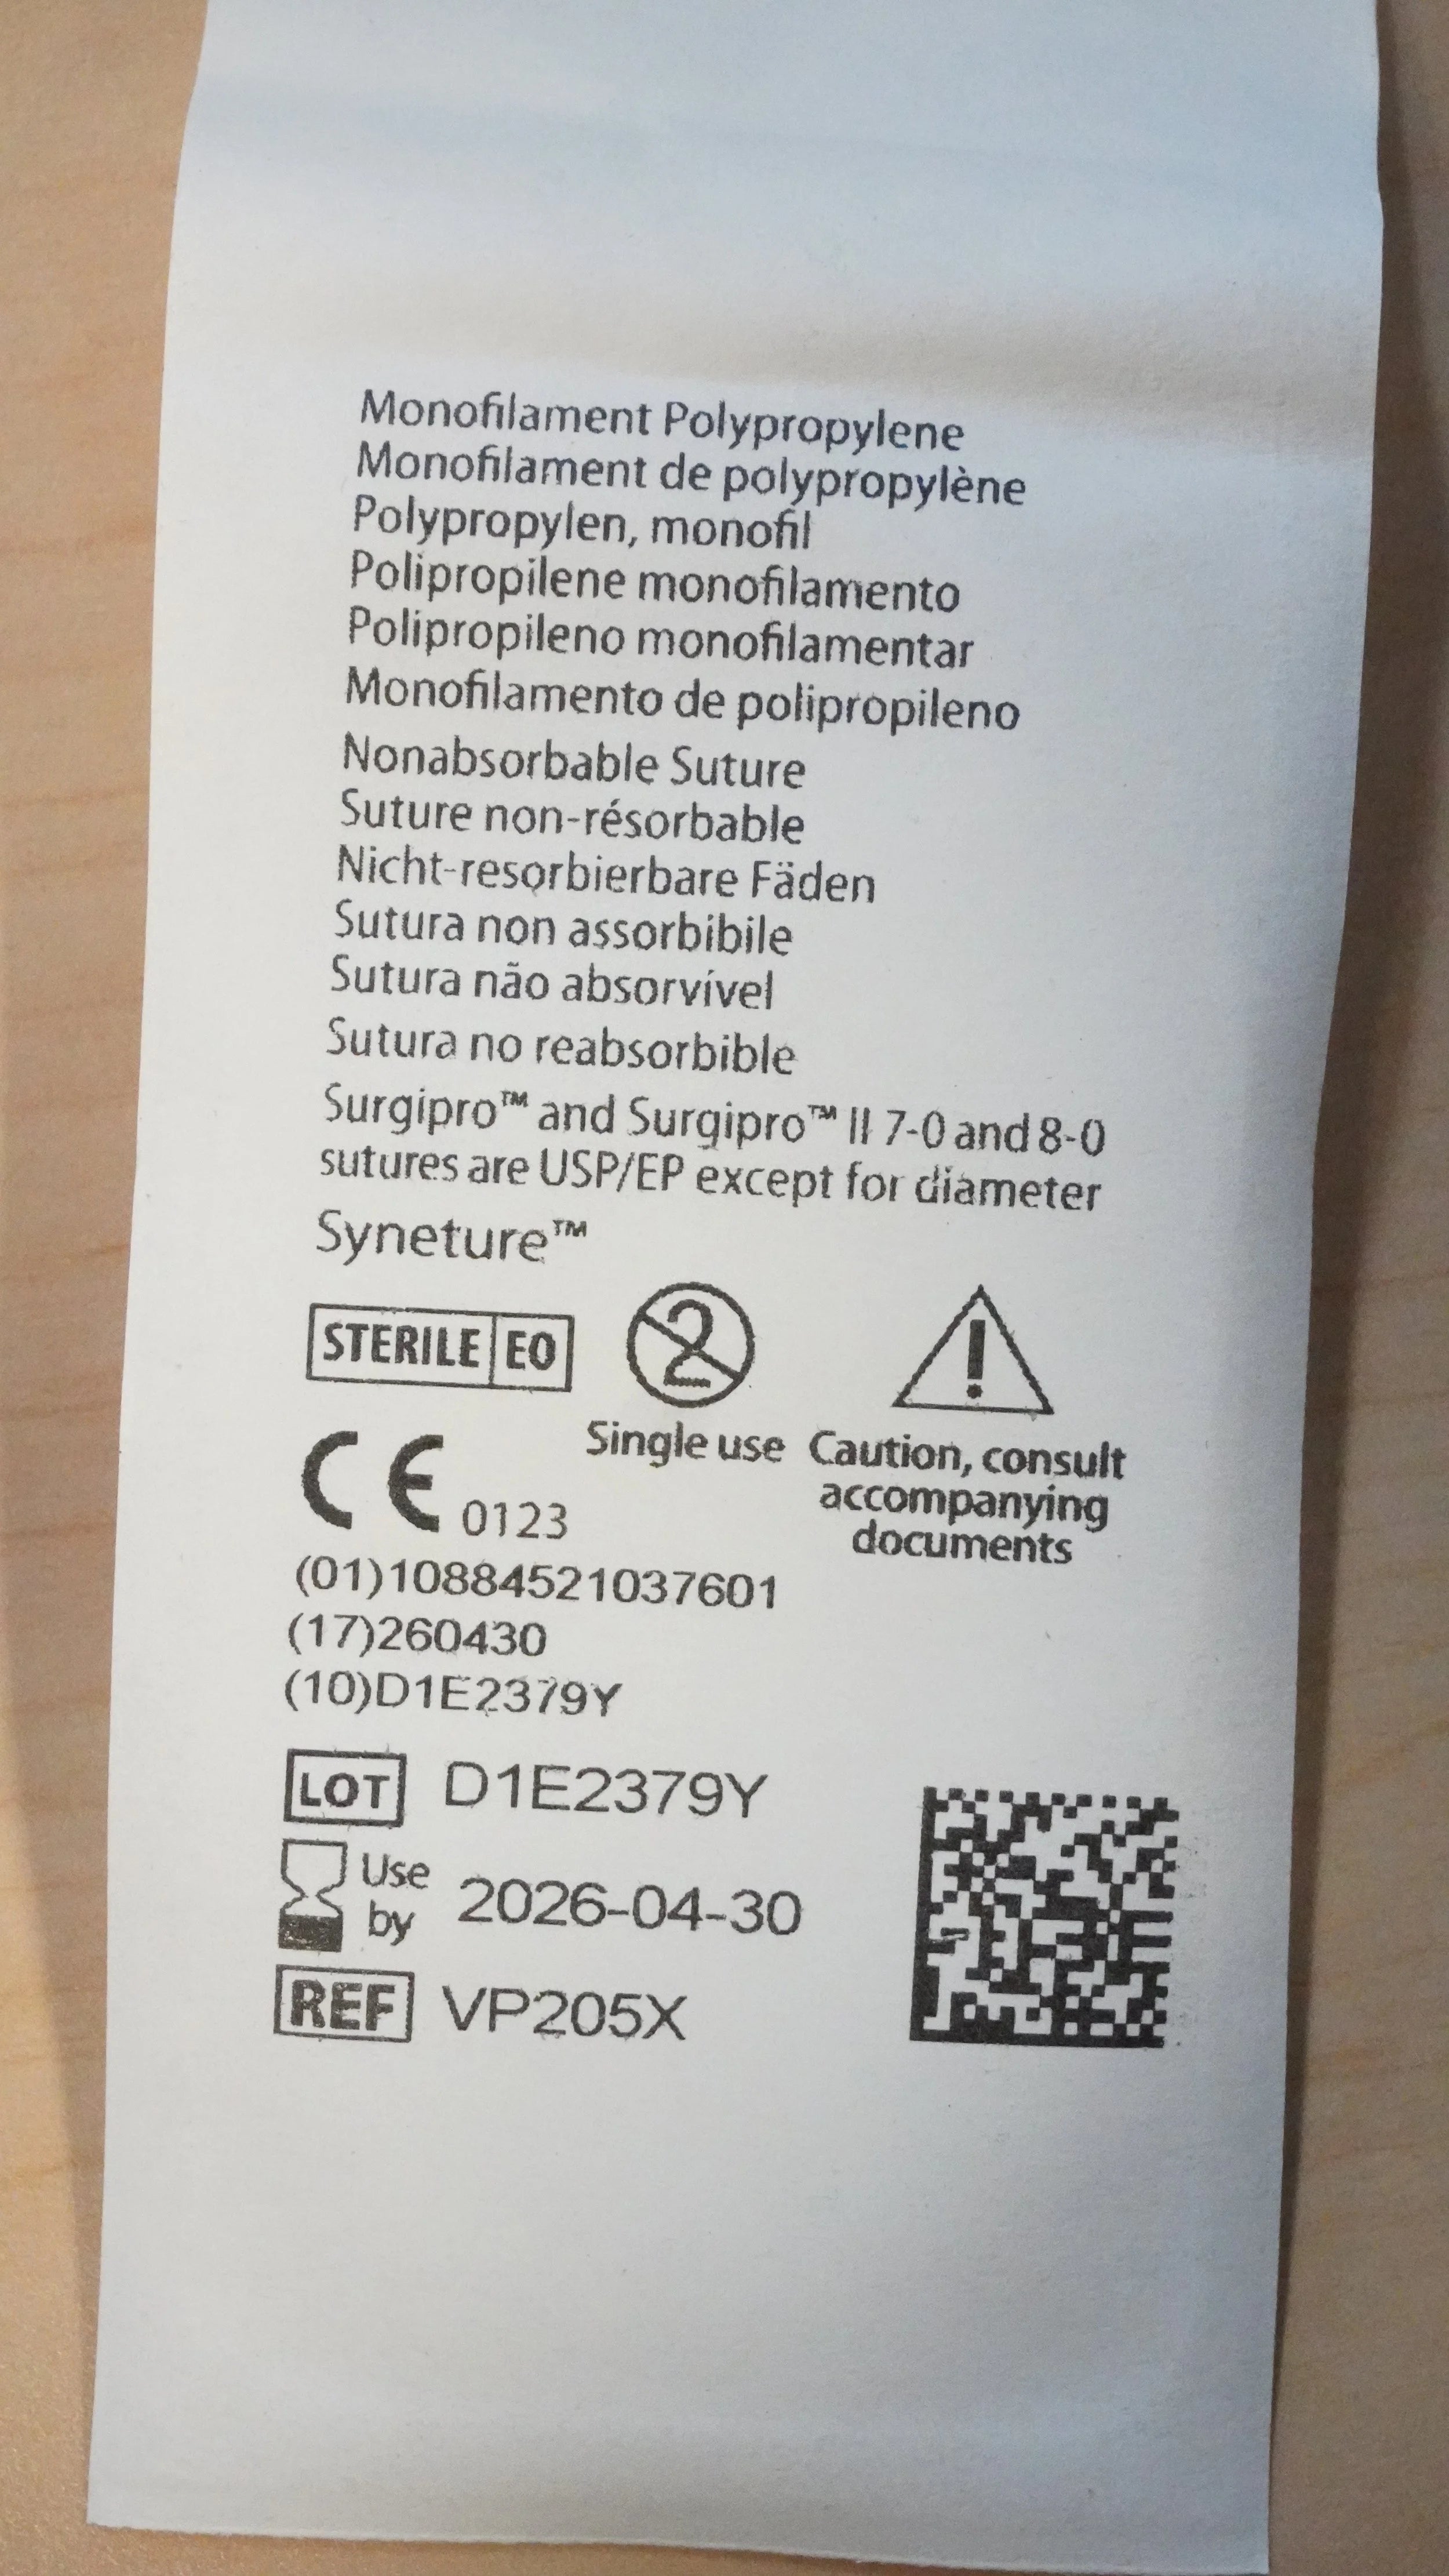 Monofilament Polypropylene
Monofilament de polypropylène
Polypropylen, monofil
Polipropilene monofilamento
Polipropileno monofilamentar
Monofilamento de polipropileno
Nonabsorbable Suture
Suture non-résorbable
Nicht-resorbierbare Fäden
Sutura non assorbibile
Sutura não absorvível
Sutura no reabsorbible
Surgipro™ and Surgipro™ II 7-0 and 8-0
sutures are USP/EP except for diameter
Syneture™
STERILE EO 2
Single use
Caution, consult
accompanying
documents
CE 0123
(01)10884521037601
(17)260430
(10)D1E2379Y
LOT D1E2379Y
Use by 2026-04-30
REF VP205X